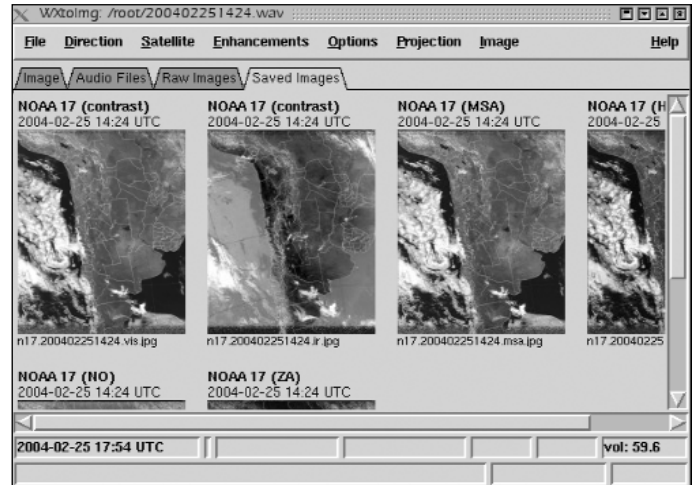 WXtoImg: /root/200402251424.wav
File Direction Satellite Enhancements Options Projection Image Help
Image Audio Files Raw Images Saved Images
NOAA 17 (contrast) NOAA 17 (contrast) NOAA 17 (MSA) NOAA 17 (H
2004-02-25 14:24 UTC 2004-02-25 14:24 UTC 2004-02-25 14:24 UTC 2004-02-25
n17.200402251424.vis.jpg n17.200402251424.ir.jpg n17.200402251424.msa.jpg n17.20040225
NOAA 17 (NO) NOAA 17 (ZA)
2004-02-25 14:24 UTC 2004-02-25 14:24 UTC
2004-02-25 17:54 UTC vol: 59.6